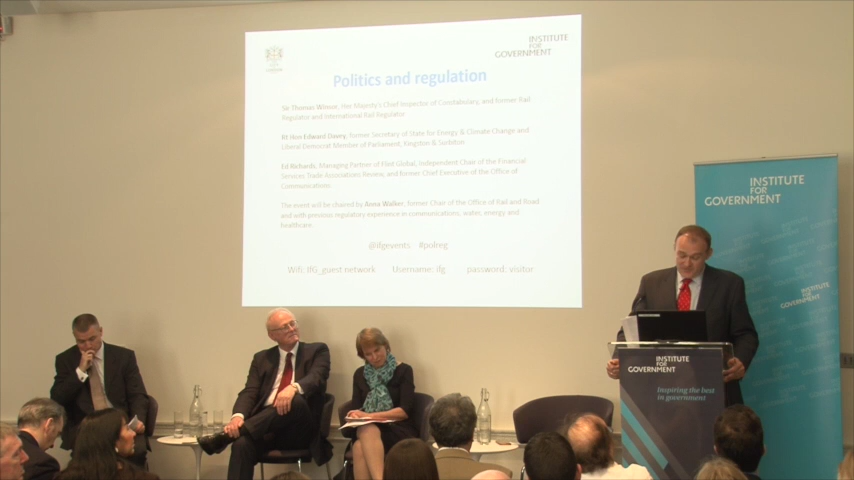 INSTITUTE
FOR
GOVERNMENT
Politics and regulation
Sir Thomas Winsor, Her Majesty's Chief Inspector of Constabulary, and former Rail
Regulator and International Rail Regulator
Rt Hon Edward Davey, former Secretary of State for Energy & Climate Change and
Liberal Democrat Member of Parliament, Kingston & Surbiton
Ed Richards, Managing Partner of Flint Global, Independent Chair of the Financial
Services Trade Associations Review, and former Chief Executive of the Office of
Communications
The event will be chaired by Anna Walker, former Chair of the Office of Rail and Road
and with previous regulatory experience in communications, water, energy and
healthcare
@ifgevents #polreg
Wifi: IfG_guest network Username: ifg password: visitor
INSTITUTE
FOR
GOVERNMENT
INSTITUTE
FOR
GOVERNMENT
INSTITUTE
FOR
GOVERNMENT
Inspiring the best
in government